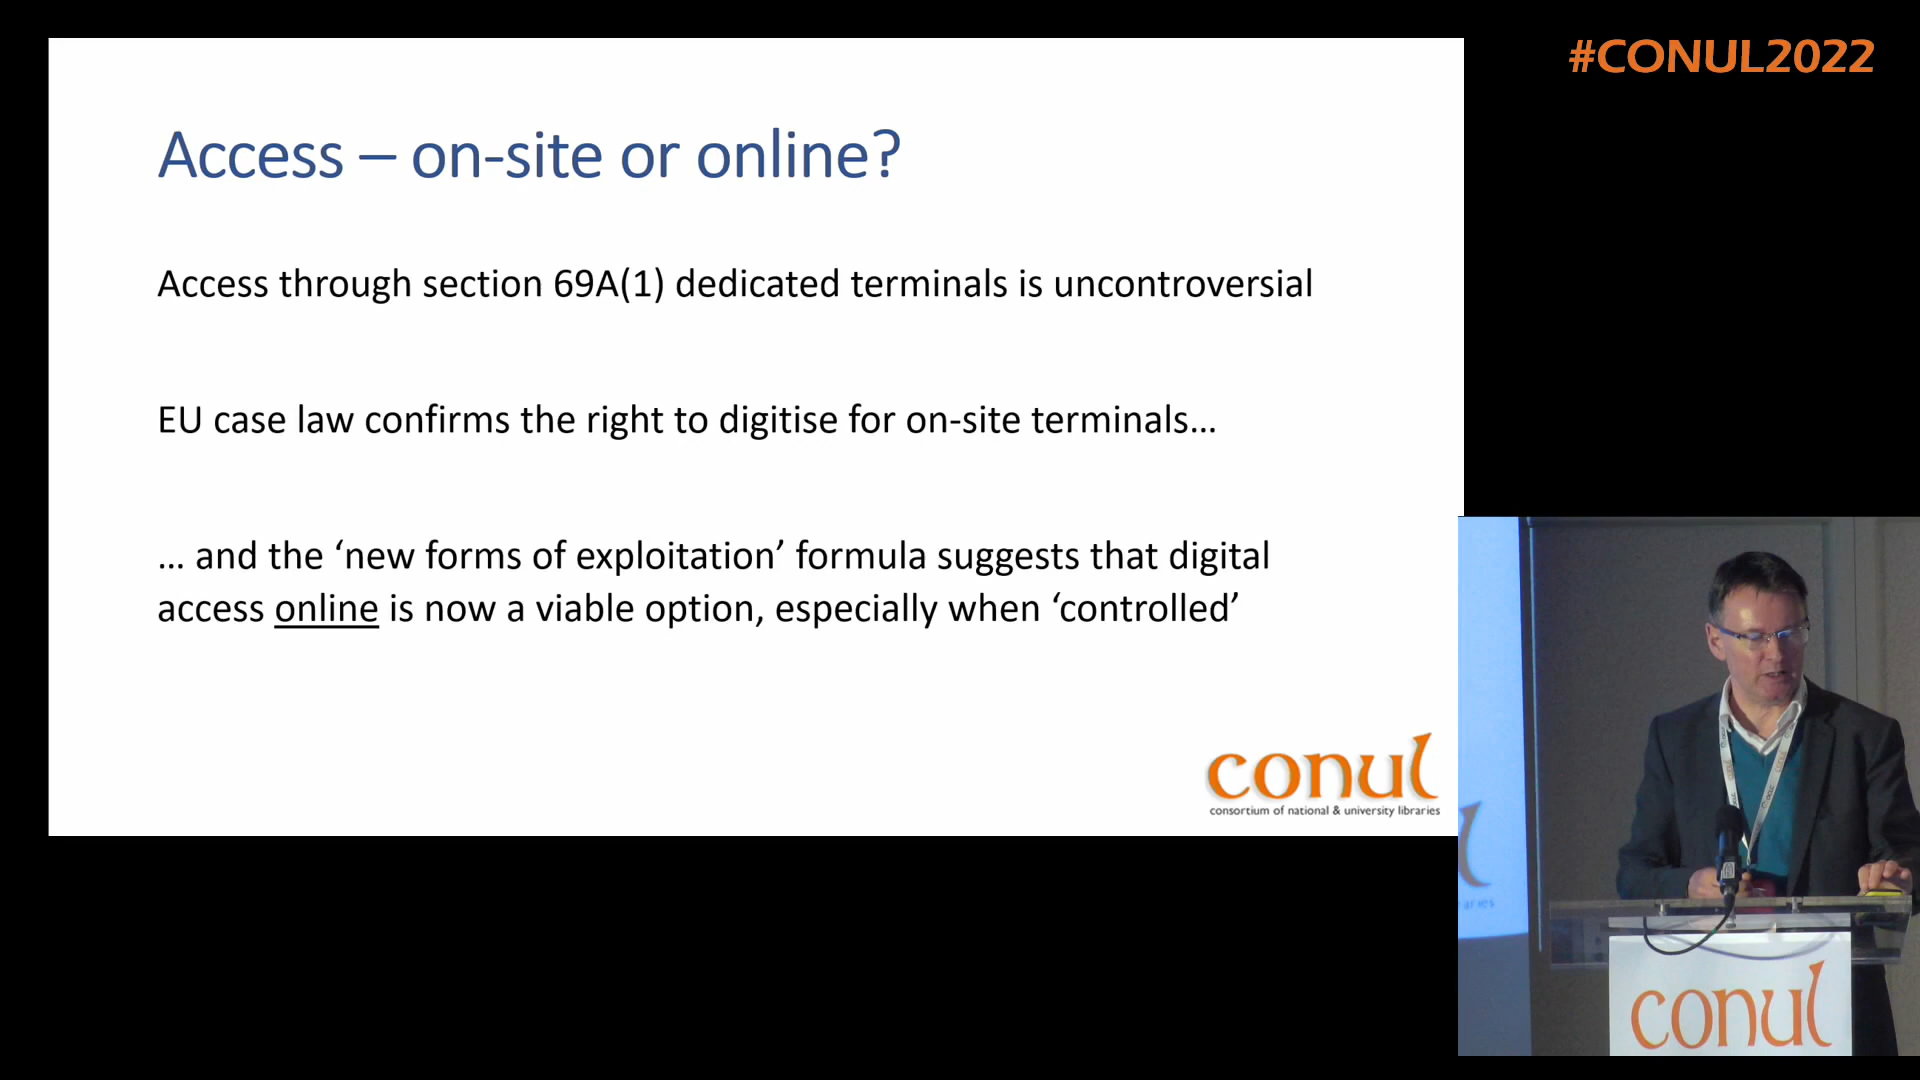 #CONUL2022
Access – on-site or online?
Access through section 69A(1) dedicated terminals is uncontroversial
EU case law confirms the right to digitise for on-site terminals…
… and the ‘new forms of exploitation’ formula suggests that digital
access online is now a viable option, especially when ‘controlled’
conul
consortium of national & university libraries
conul